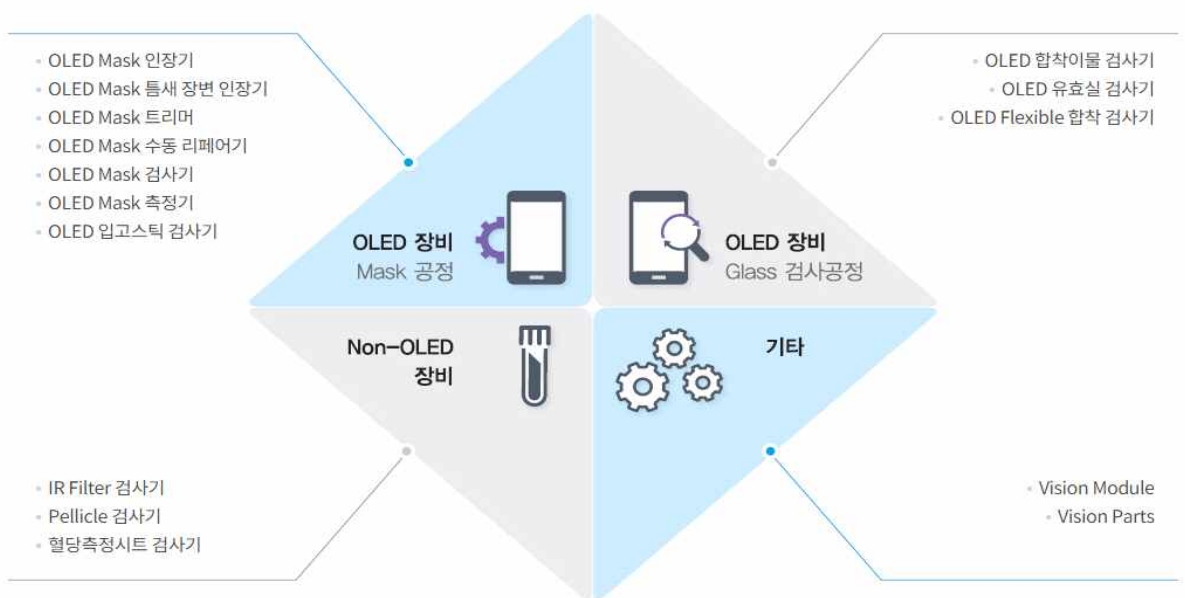 OLED Mask 인장기
OLED Mask 틈새 장변 인장기
OLED Mask 트리머
OLED Mask 수동 리페어기
OLED Mask 검사기
OLED Mask 측정기
OLED 입고스틱 검사기
OLED 합착이물 검사기
OLED 유효실 검사기
OLED Flexible 합착 검사기
OLED 장비
Mask 공정
OLED 장비
Glass 검사공정
Non-OLED
장비
기타
IR Filter 검사기
Pellicle 검사기
혈당측정시트 검사기
Vision Module
Vision Parts